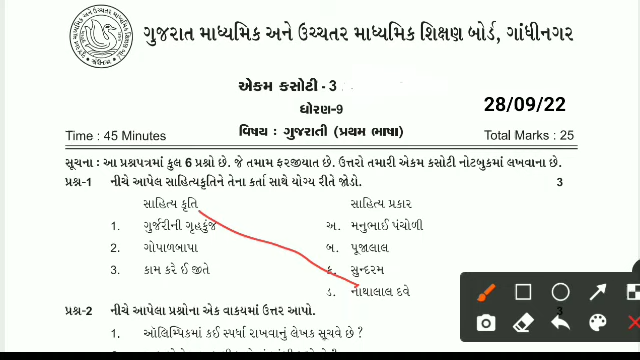 ગુજરાત માધ્યમિક અને ઉચ્ચતર માધ્યમિક શિક્ષણ બોર્ડ, ગાંધીનગર
એકમ કસોટી - 3
ધોરણ-9
28/09/22
Time : 45 Minutes
વિષય : ગુજરાતી (પ્રથમ ભાષા)
Total Marks : 25
સૂચના : આ પ્રશ્નપત્રમાં કુલ 6 પ્રશ્નો છે. જે તમામ ફરજીયાત છે. ઉત્તરો તમારી એકમ કસોટી નોટબુકમાં લખવાના છે.
પ્રશ્ન-1 નીચે આપેલ સાહિત્યકૃતિને તેના કર્તા સાથે યોગ્ય રીતે જોડો. 3
સાહિત્ય કૃતિ સાહિત્ય પ્રકાર
1. ગુર્જરીની ગૃહકુંજ અ. મનુભાઈ પંચોળી
2. ગોપાળબાપા બ. પૂજાલાલ
3. કામ કરે ઈ જીતે ક. સુન્દરમ
ડ. નાથાલાલ દવે
પ્રશ્ન-2 નીચે આપેલા પ્રશ્નોના એક વાકયમાં ઉત્તર આપો. 3
1. ઑલિમ્પિકમાં કઈ સ્પર્ધા રાખવાનું લેખક સૂચવે છે ?